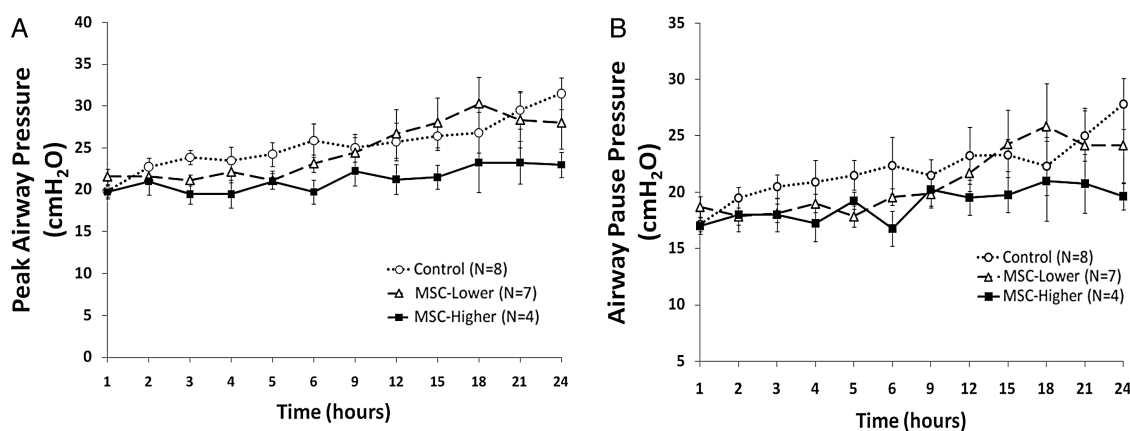 A
Peak Airway Pressure
(cmH2O)
40
35
30
25
20
15
10
5
0
1 2 3 4 5 6 9 12 15 18 21 24
Time (hours)
Control (N=8)
MSC-Lower (N=7)
MSC-Higher (N=4)
B
Airway Pause Pressure
(cmH2O)
35
30
25
20
15
10
5
1 2 3 4 5 6 9 12 15 18 21 24
Time (hours)
Control (N=8)
MSC-Lower (N=7)
MSC-Higher (N=4)